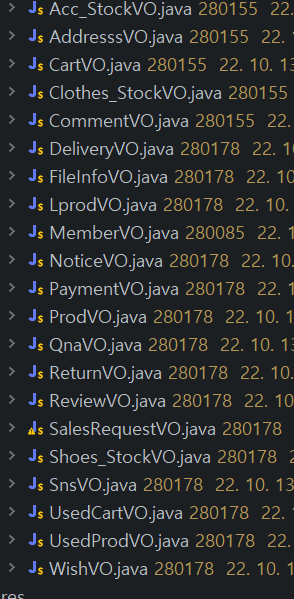 Acc_StockVO.java 280155 22.
AddresssVO.java 280155 22. 1
CartVO.java 280155 22. 10. 13
Clothes_StockVO.java 280155
CommentVO.java 280155 22.
DeliveryVO.java 280178 22. 10
FileInfoVO.java 280178 22. 10
LprodVO.java 280178 22. 10.
MemberVO.java 280085 22. 1
NoticeVO.java 280178 22. 10.
PaymentVO.java 280178 22. 1
ProdVO.java 280178 22. 10. 1
QnaVO.java 280178 22. 10. 13
ReturnVO.java 280178 22. 10.
ReviewVO.java 280178 22. 10
SalesRequestVO.java 280178
Shoes_StockVO.java 280178 2
SnsVO.java 280178 22. 10. 13
UsedCartVO.java 280178 22. 1
UsedProdVO.java 280178 22.
WishVO.java 280178 22. 10. 1